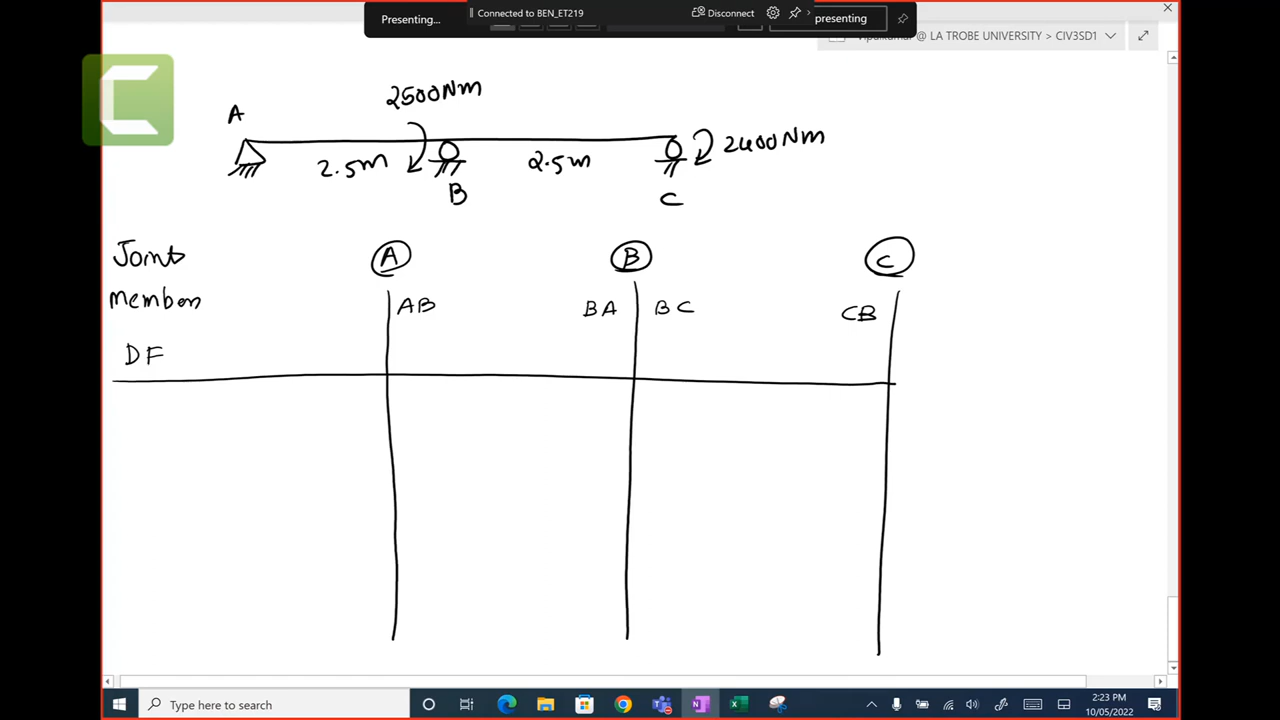 Presenting...
Connected to BEN_ET219
Disconnect
presenting
@ LA TROBE UNIVERSITY > CIV3SD1
A
2500Nm
2400Nm
2.5m
2.5m
B
C
Joint
A
B
C
Member
AB
BA
BC
CB
DF
Type here to search
2:23 PM
10/05/2022